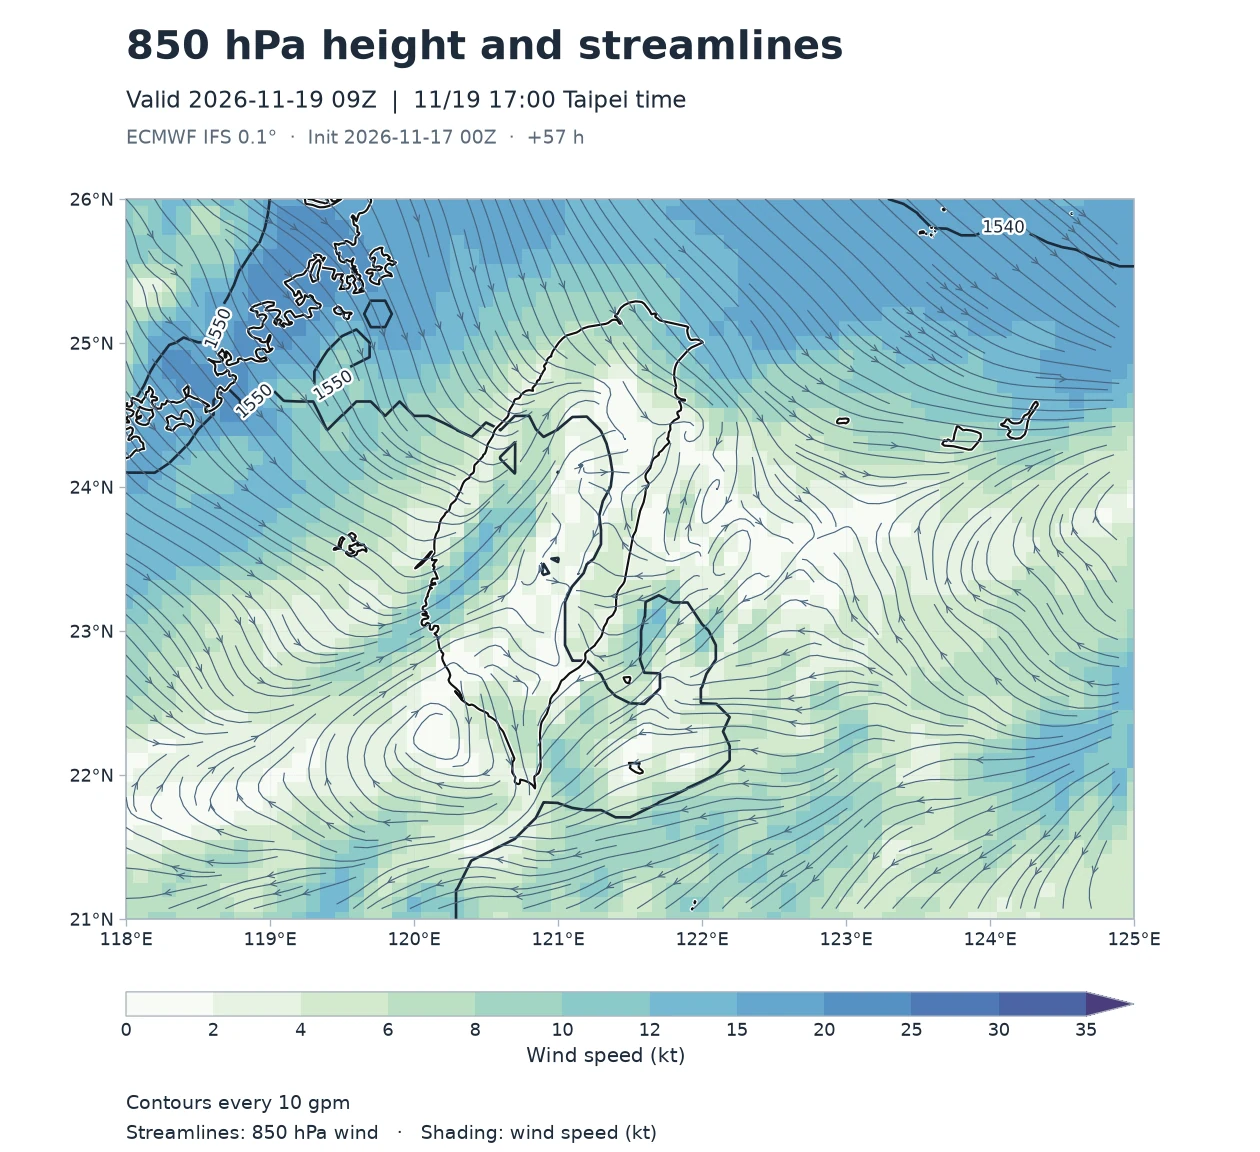 850 hPa height and streamlines
Valid 2026-11-19 09Z | 11/19 17:00 Taipei time
ECMWF IFS 0.1° · Init 2026-11-17 00Z · +57 h
26°N
1540
1550
25°N
1550
1550
24°N
23°N
22°N
21°N
118°E 119°E 120°E 121°E 122°E 123°E 124°E 125°E
0 2 4 6 8 10 12 15 20 25 30 35
Wind speed (kt)
Contours every 10 gpm
Streamlines: 850 hPa wind · Shading: wind speed (kt)